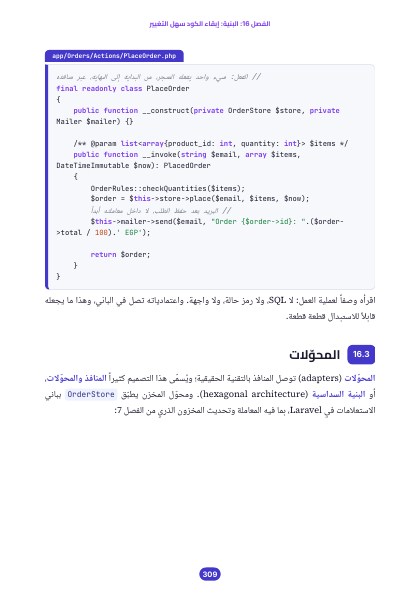 الفصل 16: البنية: إبقاء الكود سهل التغيير
app/Orders/Actions/PlaceOrder.php
// العمل: شيء واحد يفعله المتجر، من البداية إلى النهاية، عبر منافذه
final readonly class PlaceOrder
{
public function __construct(private OrderStore $store, private
Mailer $mailer) {}
/** @param list<array{product_id: int, quantity: int}> $items */
public function __invoke(string $email, array $items,
DateTimeImmutable $now): PlacedOrder
{
OrderRules::checkQuantities($items);
$order = $this->store->place($email, $items, $now);
// البريد بعد حفظ الطلب، لا داخل معاملته أبداً
$this->mailer->send($email, "Order {$order->id}: ".($order-
>total / 100).' EGP');
return $order;
}
}
اقرأه وصفاً لعملية العمل: لا SQL، ولا رمز حالة، ولا واجهة. واعتمادياته تصل في الباني، وهذا ما يجعله
قابلاً للاستبدال قطعة قطعة.
16.3 المحوّلات
المحوّلات (adapters) توصل المنافذ بالتقنية الحقيقية؛ ويُسمّى هذا التصميم كثيراً المنافذ والمحوّلات،
أو البنية السداسية (hexagonal architecture). ومحوّل المخزن يطبّق OrderStore بباني
الاستعلامات في Laravel، بما فيه المعاملة وتحديث المخزون الذري من الفصل 7:
309